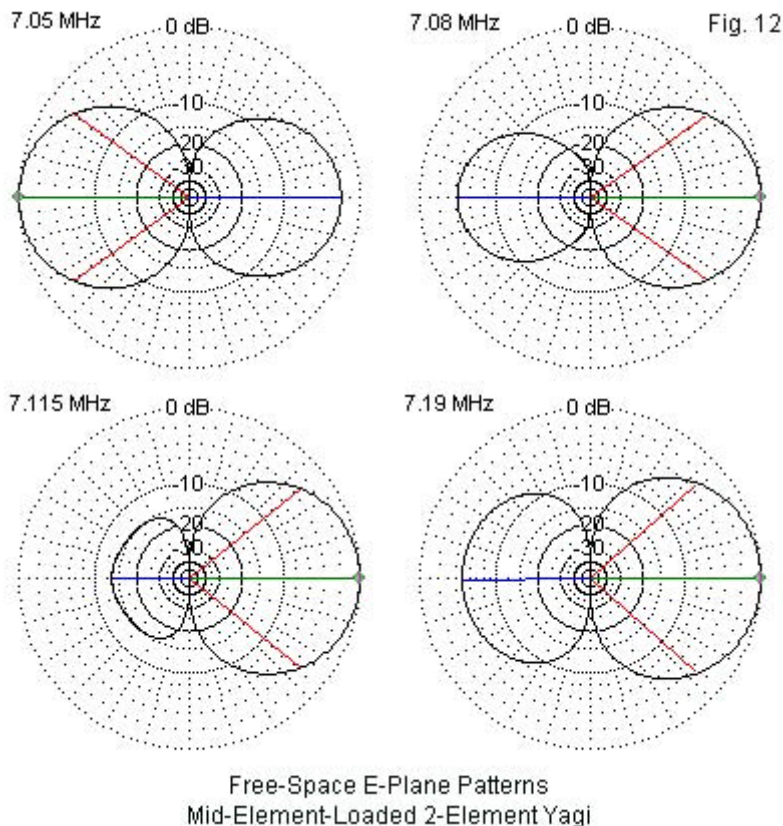 7.05 MHz
0 dB
-10
-20
-30
7.08 MHz
0 dB
-10
-20
-30
Fig. 12
7.115 MHz
0 dB
-10
-20
-30
7.19 MHz
0 dB
-10
-20
-30
Free-Space E-Plane Patterns
Mid-Element-Loaded 2-Element Yagi